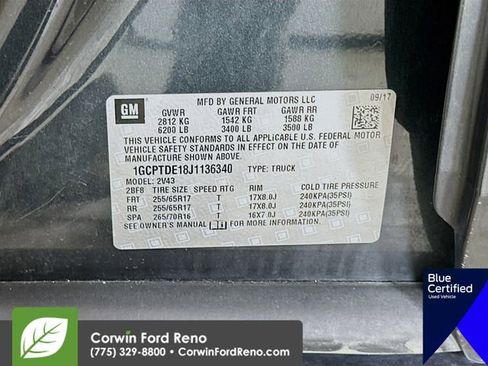 GM
MFD BY GENERAL MOTORS LLC
09/17
GVWR GAWR FRT GAWR RR
2812 KG 1542 KG 1588 KG
6200 LB 3400 LB 3500 LB
THIS VEHICLE CONFORMS TO ALL APPLICABLE U.S. FEDERAL MOTOR
VEHICLE SAFETY STANDARDS IN EFFECT ON THE DATE OF
MANUFACTURE SHOWN ABOVE.
1GCPTDE18J1136340 TYPE: TRUCK
MODEL: 2V43
2BF8 TIRE SIZE SPEED RTG RIM COLD TIRE PRESSURE
FRT 255/65R17 T 17X8.0J 240KPA(35PSI)
RR 255/65R17 T 17X8.0J 240KPA(35PSI)
SPA 265/70R16 T 16X7.0J 240KPA(35PSI)
SEE OWNER'S MANUAL FOR MORE INFORMATION.
Blue
Certified
Used Vehicle
Corwin Ford Reno
(775) 329-8800 • CorwinFordReno.com